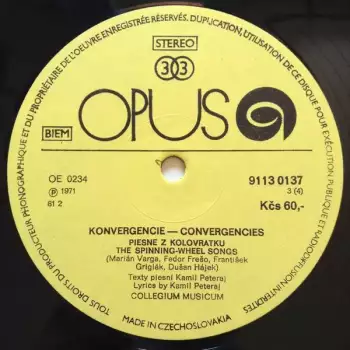 TOUS DROITS DU PRODUCTEUR PHONOGRAPHIQUE ET DU PROPRIÉTAIRE DE L'OEUVRE ENREGISTRÉE RÉSERVÉS. DUPLICATION, UTILISATION DE CE DISQUE POUR EXÉCUTION PUBLIQUE ET RADIODIFFUSION INTERDITES
STEREO
33
OPUS
BIEM
OE 0234
9113 0137
℗ 1971
3 (4)
61 2
Kčs 60,-
KONVERGENCIE — CONVERGENCIES
PIESNE Z KOLOVRATKU
THE SPINNING-WHEEL SONGS
(Marián Varga, Fedor Frešo, František
Griglák, Dušan Hájek)
Texty piesní Kamil Peteraj
Lyrics by Kamil Peteraj
COLLEGIUM MUSICUM
MADE IN CZECHOSLOVAKIA